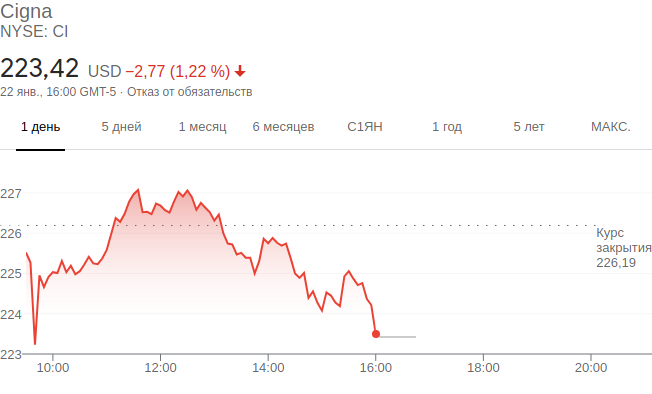 Cigna
NYSE: CI
223,42 USD −2,77 (1,22 %)
22 янв., 16:00 GMT-5 · Отказ от обязательств
1 день 5 дней 1 месяц 6 месяцев С1ЯН 1 год 5 лет МАКС.
227
226
Курс
закрытия
226,19
225
224
223
10:00 12:00 14:00 16:00 18:00 20:00